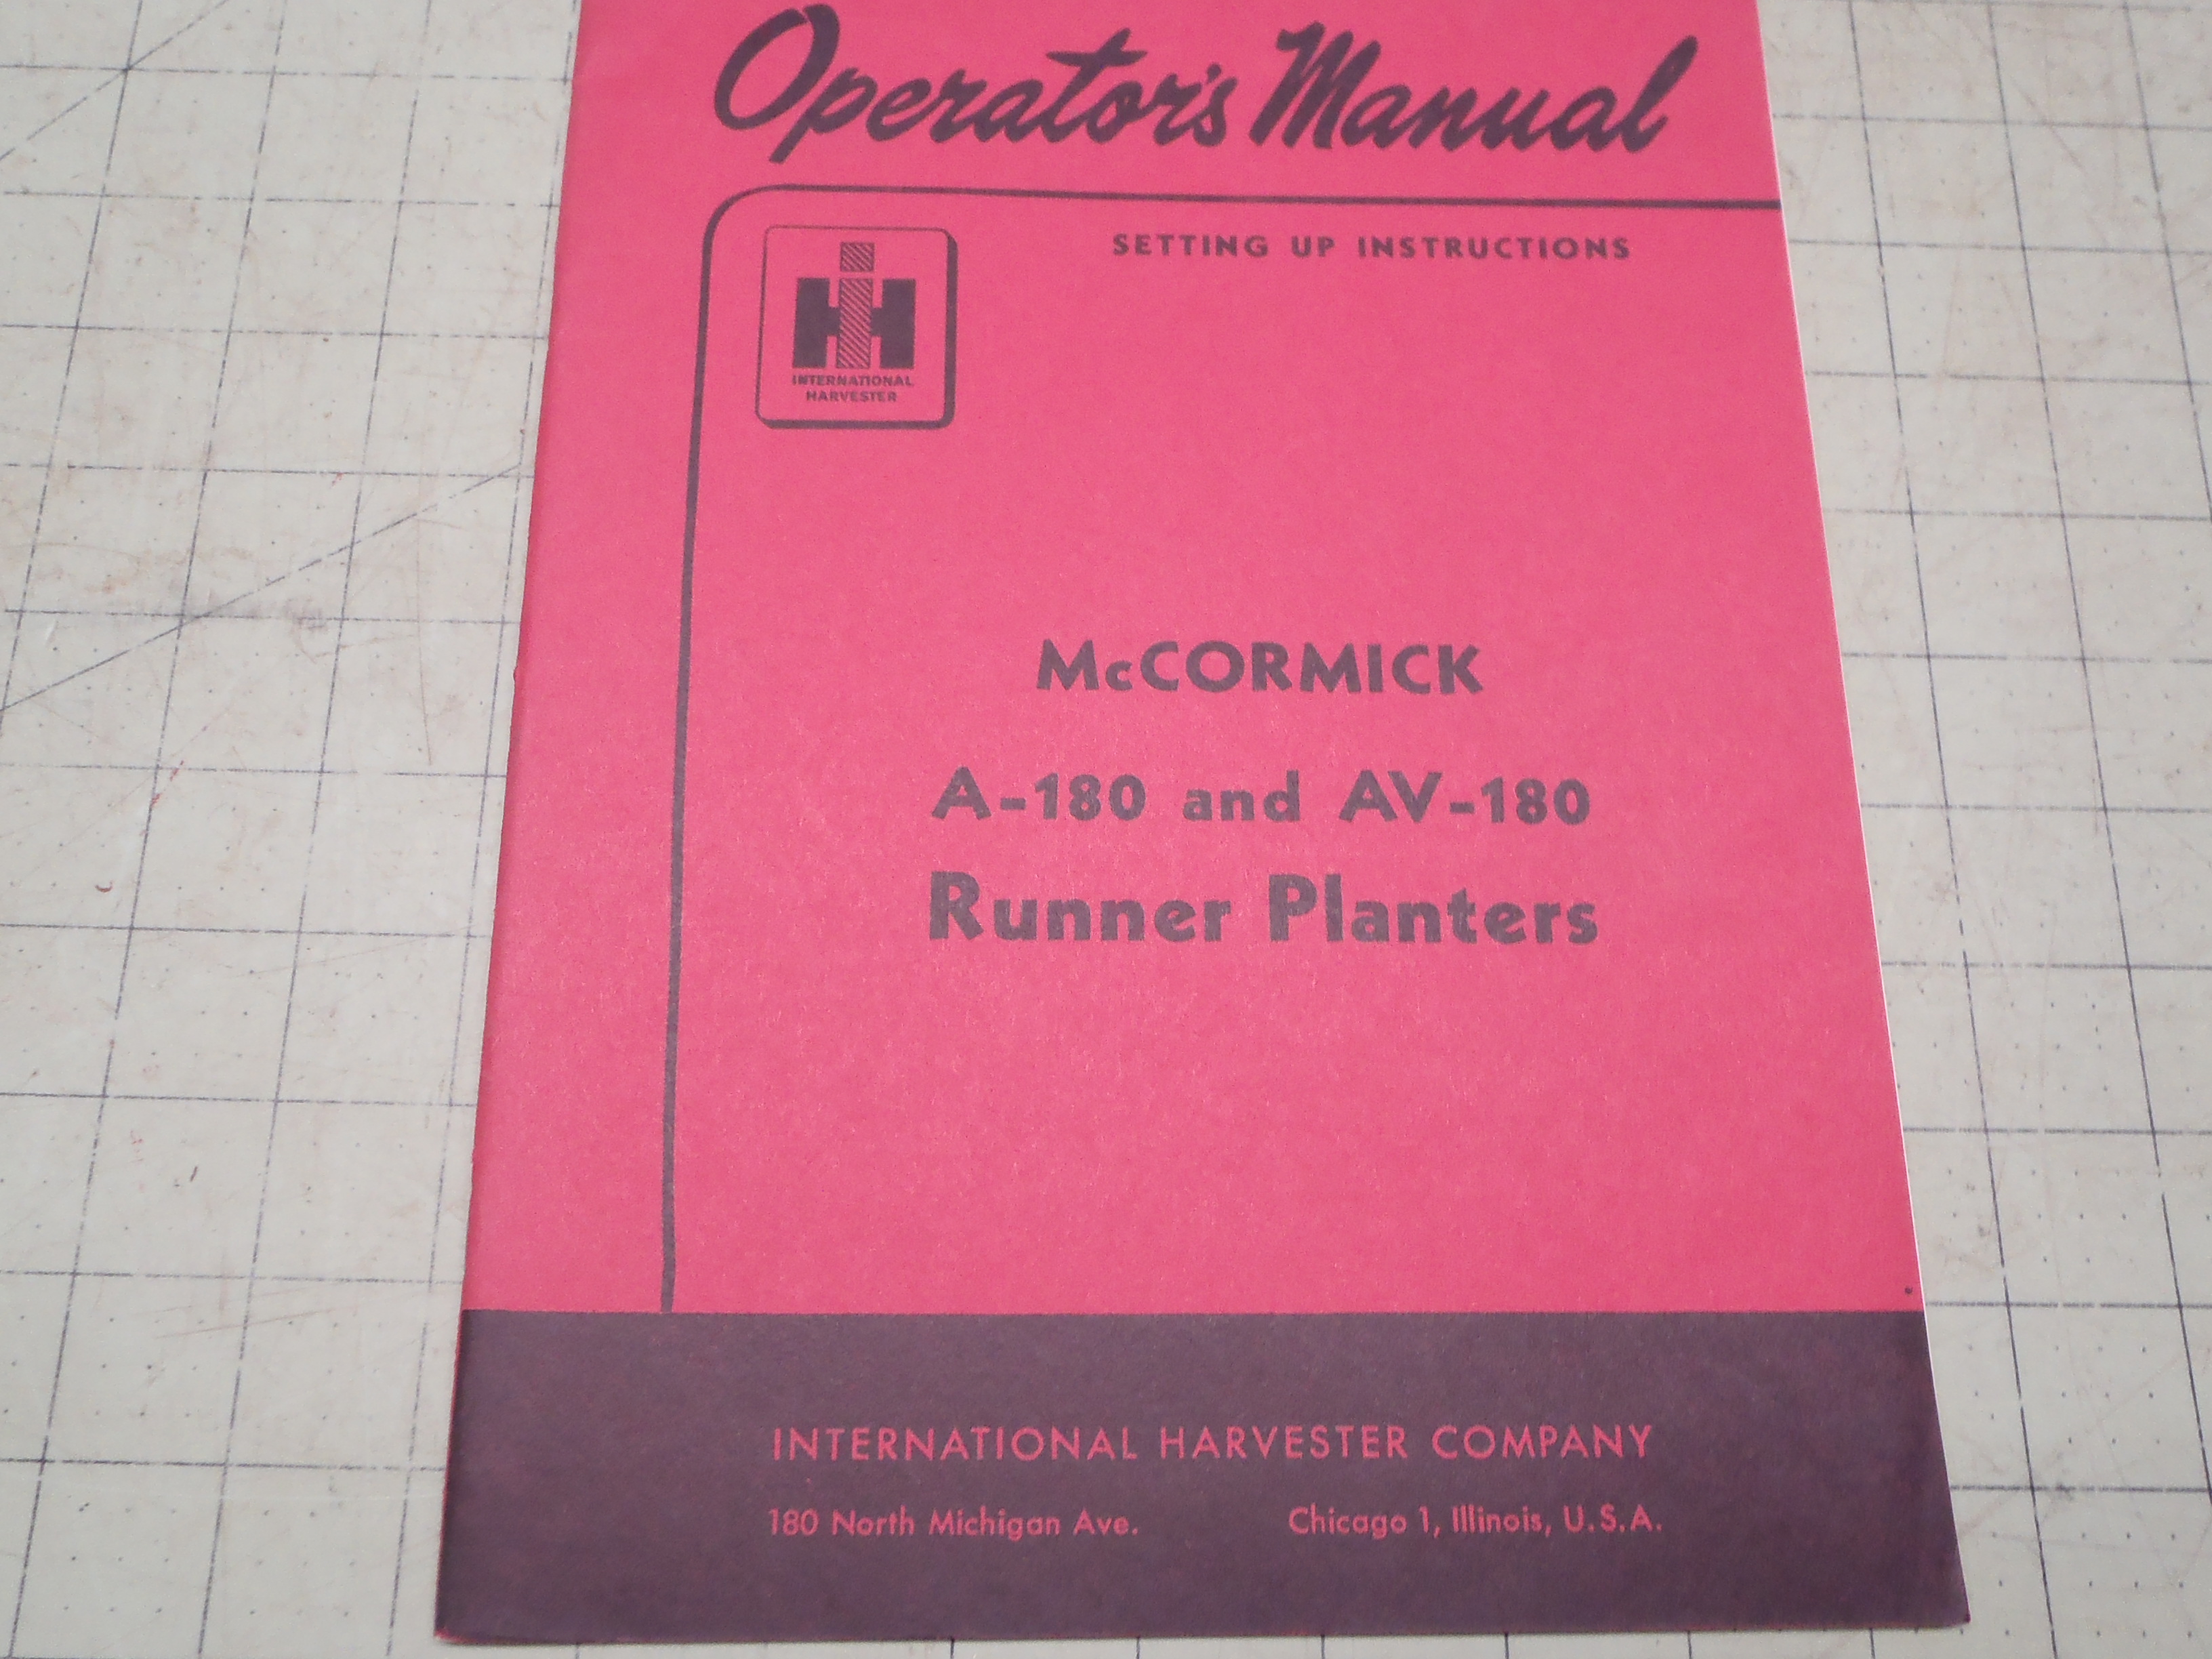 Operator's Manual
SETTING UP INSTRUCTIONS
IH
INTERNATIONAL
HARVESTER
McCORMICK
A-180 and AV-180
Runner Planters
INTERNATIONAL HARVESTER COMPANY
180 North Michigan Ave. Chicago 1, Illinois, U.S.A.